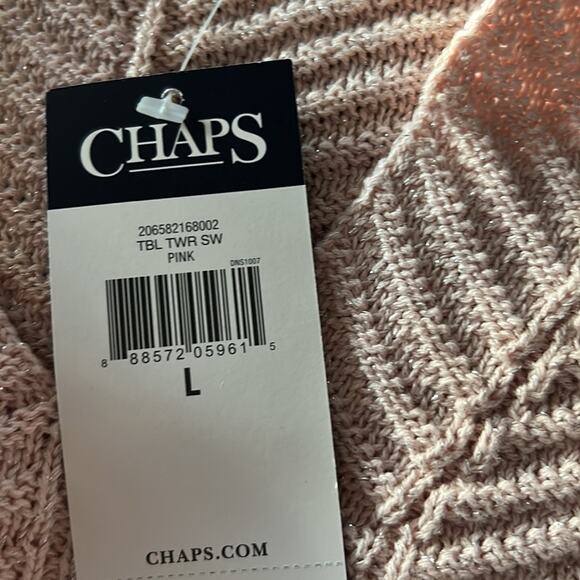 CHAPS
206582168002
TBL TWR SW
PINK
DNS1007
8 88572 05961 5
L
CHAPS.COM